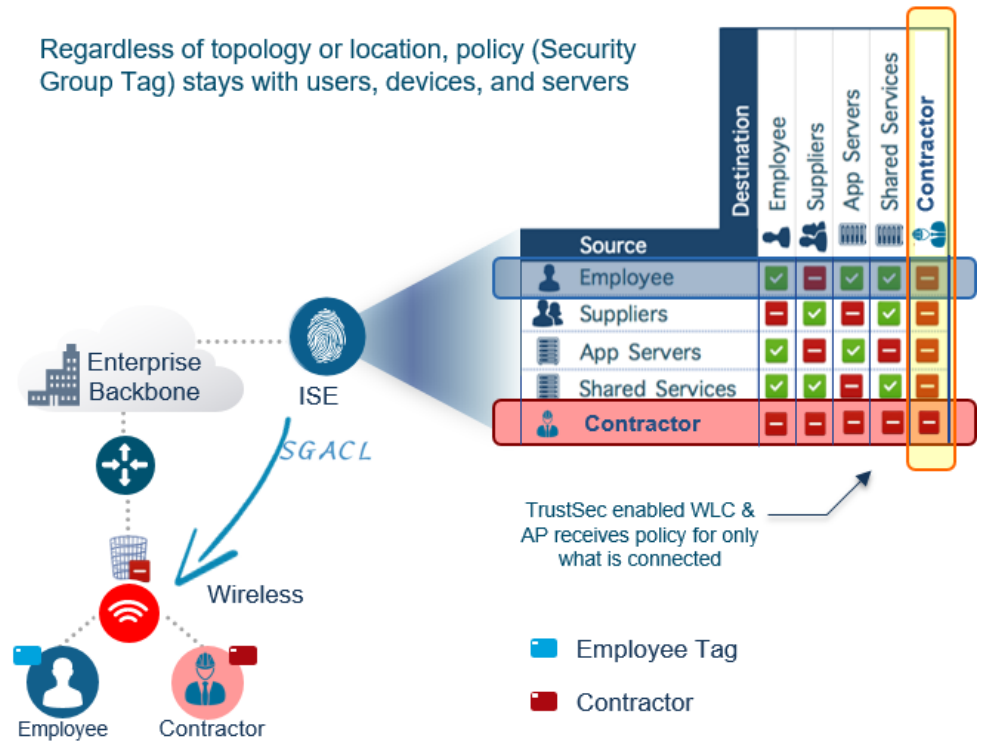 Regardless of topology or location, policy (Security
Group Tag) stays with users, devices, and servers
Destination
Employee
Suppliers
App Servers
Shared Services
Contractor
Source
Employee
Suppliers
App Servers
Shared Services
Contractor
Enterprise
Backbone
ISE
SGACL
TrustSec enabled WLC &
AP receives policy for only
what is connected
Wireless
Employee
Contractor
Employee Tag
Contractor